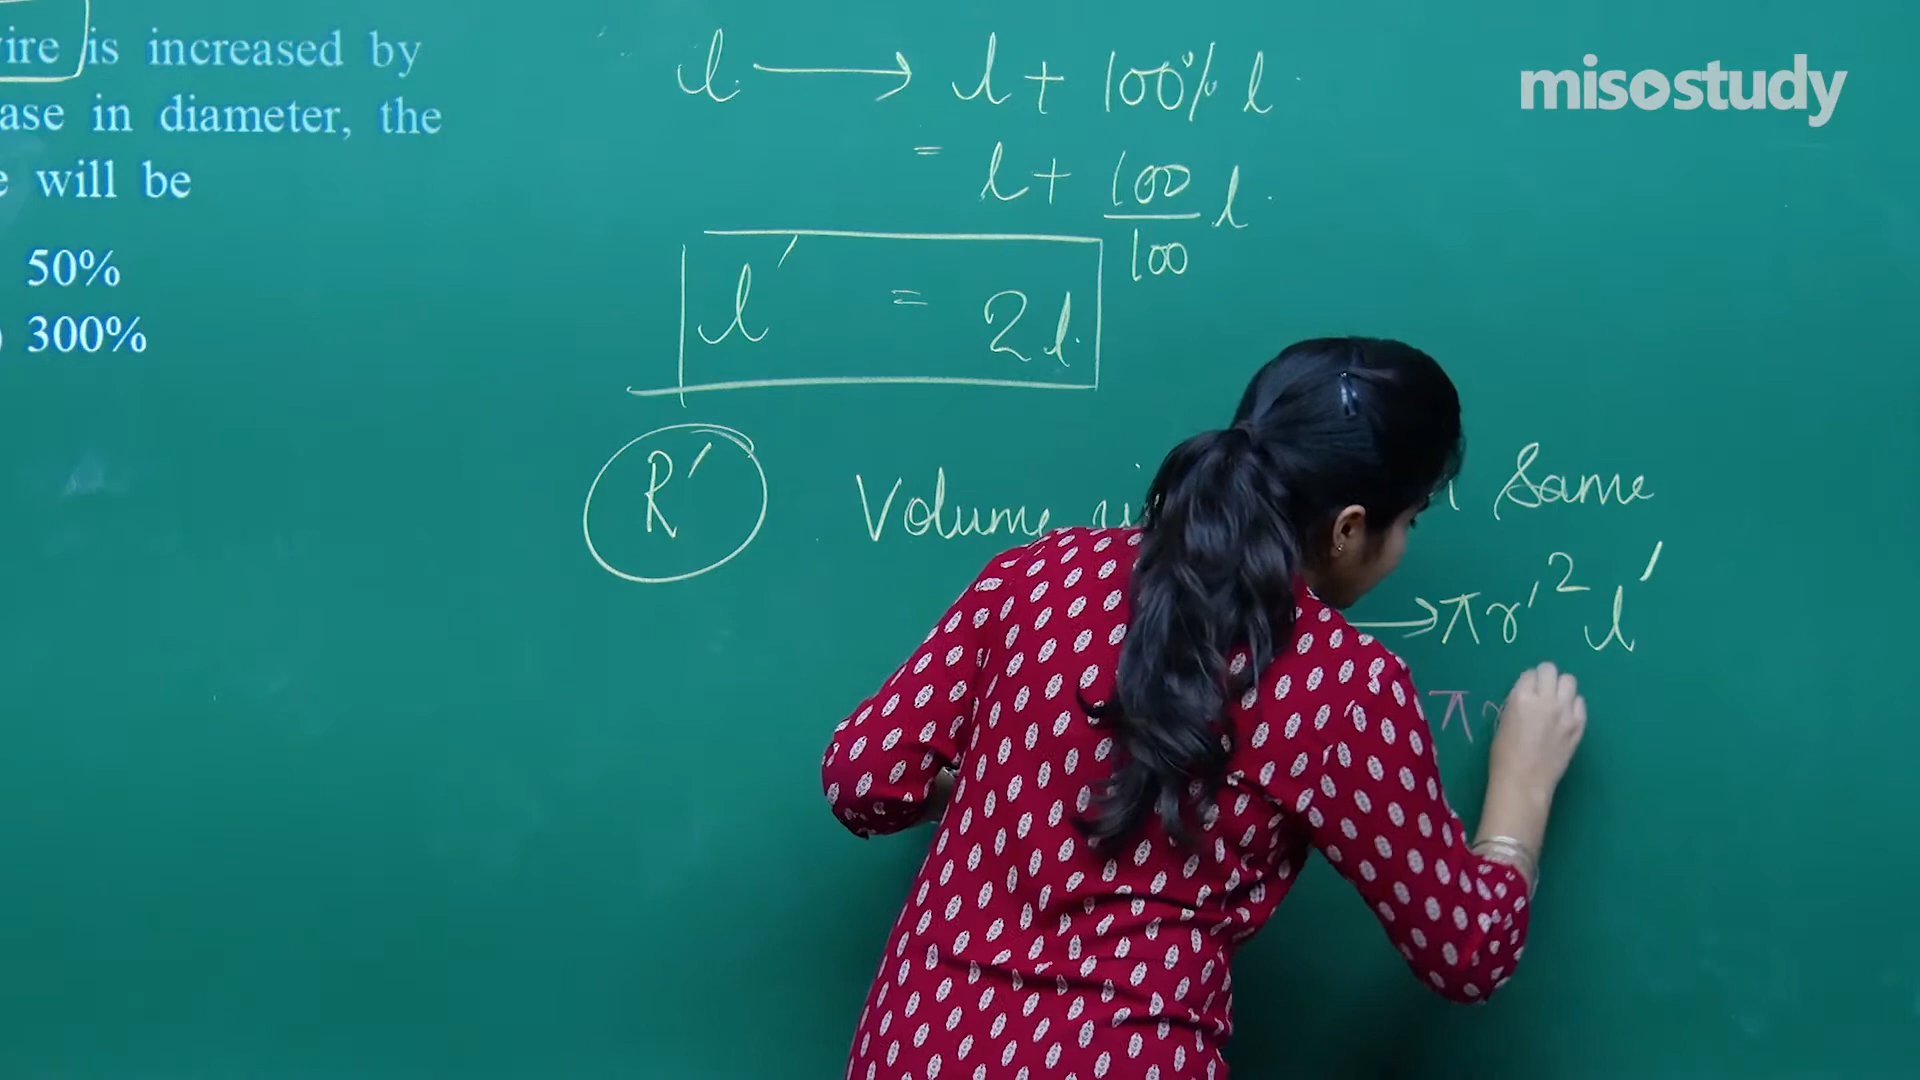 wire is increased by
ase in diameter, the
e will be
50%
) 300%
misostudy
l → l + 100% l
= l + 100/100 l
l' = 2l
R'
Volume Same
→ πr'² l'
π